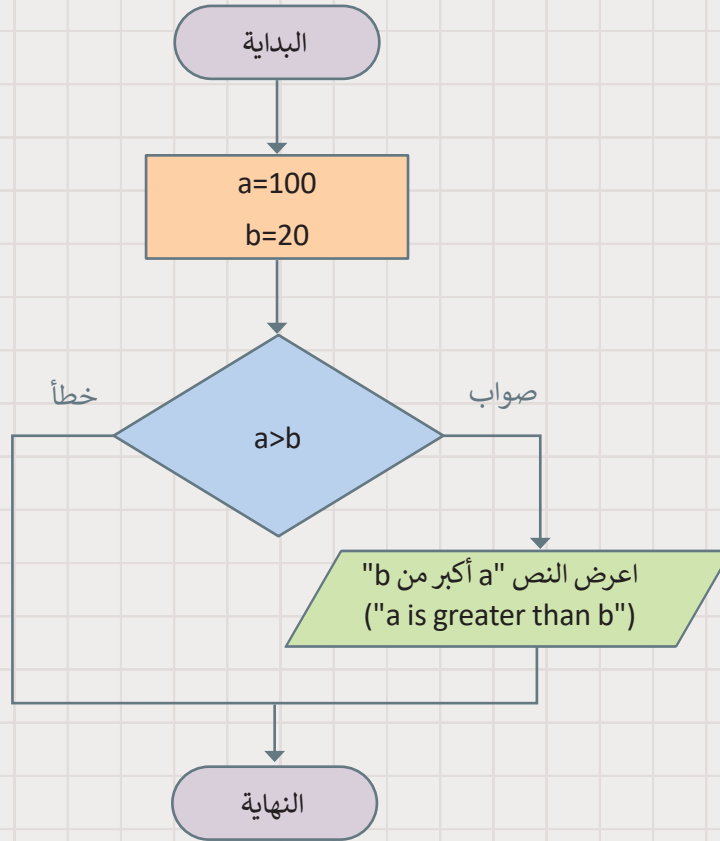 البداية
a=100
b=20
a>b
صواب
خطأ
اعرض النص "a أكبر من b"
("a is greater than b")
النهاية